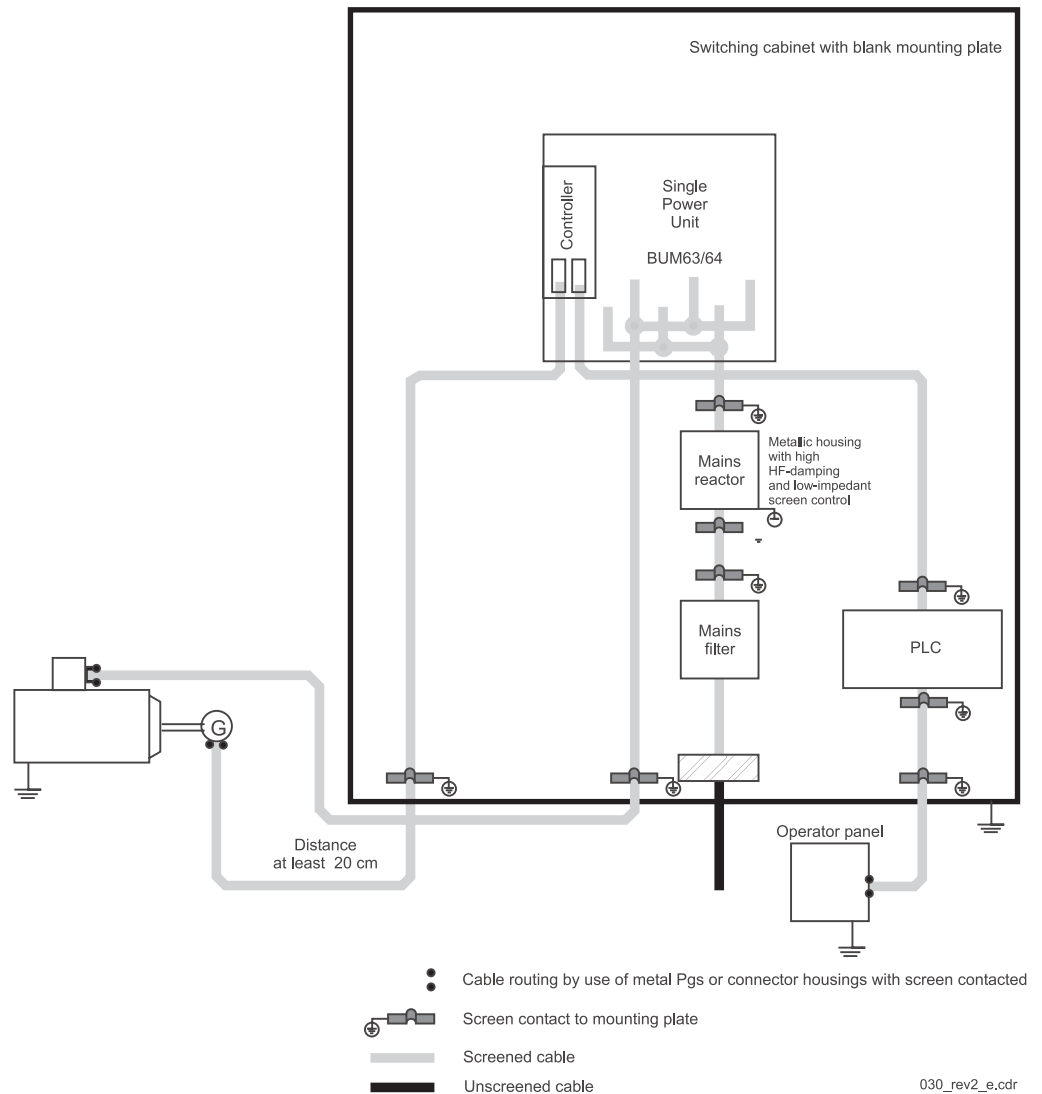 Switching cabinet with blank mounting plate
Controller
Single
Power
Unit
BUM63/64
Mains
reactor
Metallic housing
with high
HF-damping
and low-impedant
screen control
Mains
filter
PLC
G
Distance
at least 20 cm
Operator panel
Cable routing by use of metal Pgs or connector housings with screen contacted
Screen contact to mounting plate
Screened cable
Unscreened cable
030_rev2_e.cdr